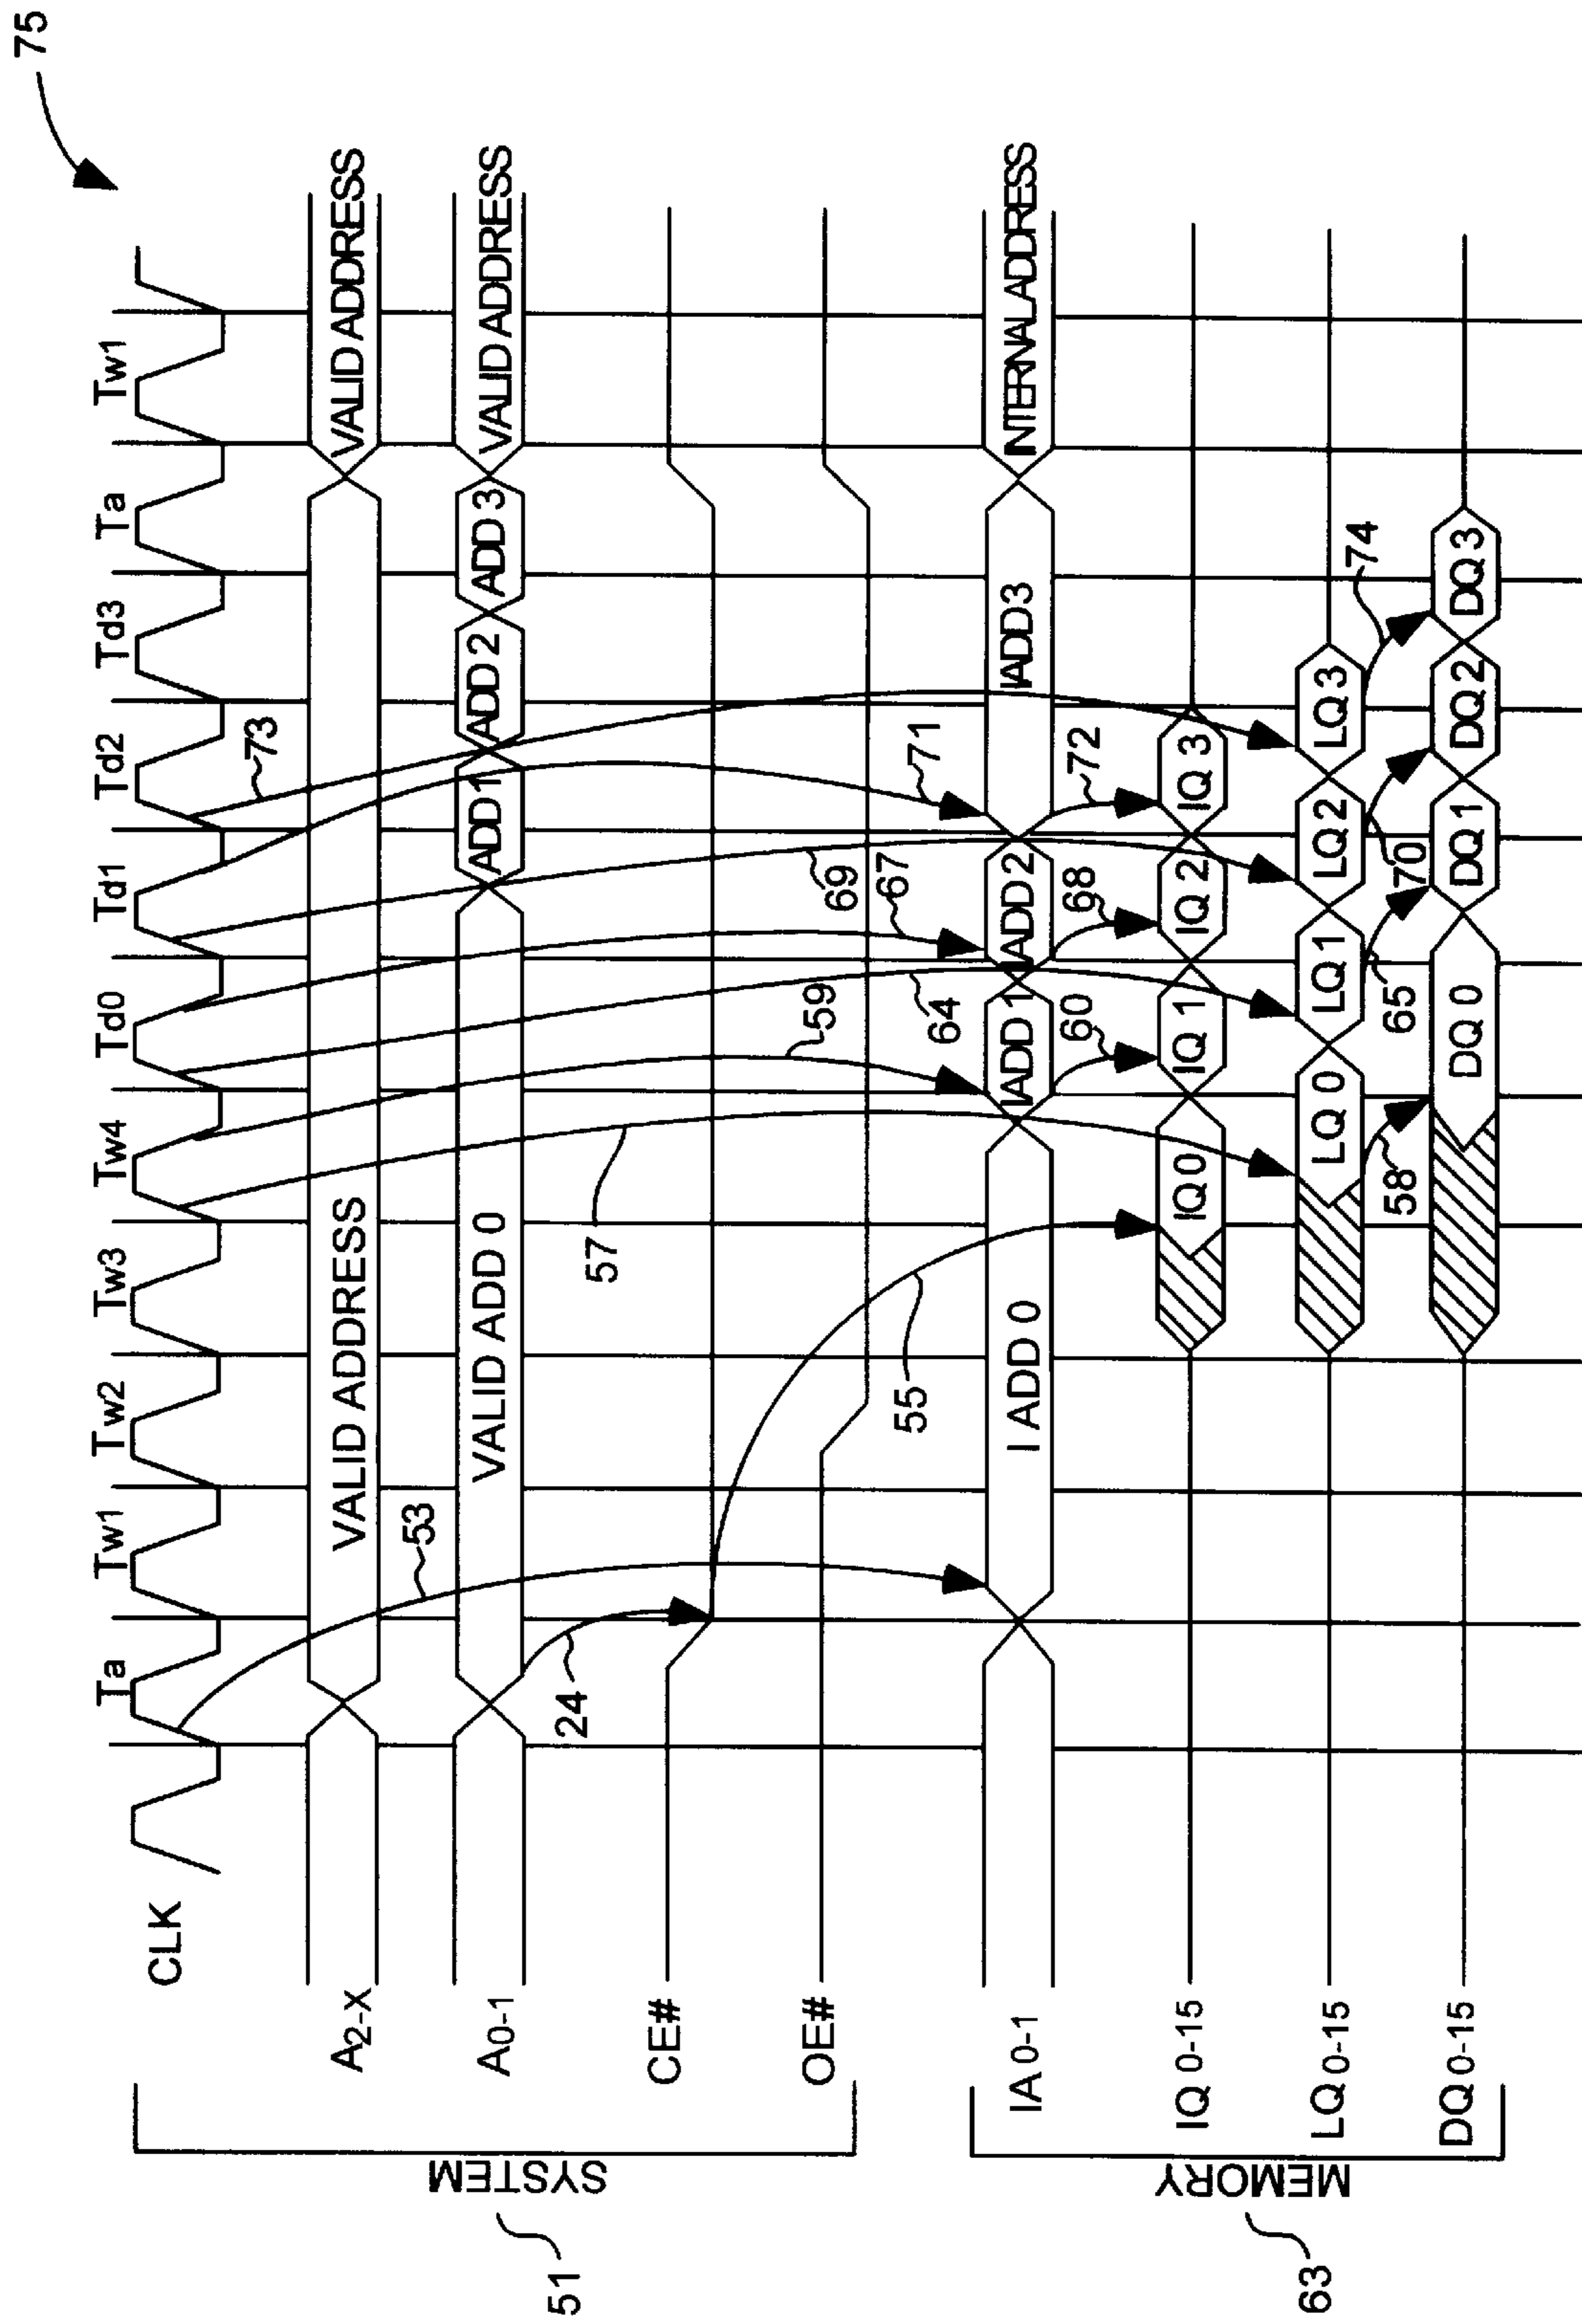 75
Ta Tw1 Tw2 Tw3 Tw4 Td0 Td1 Td2 Td3 Ta Tw1
CLK
73
A2-X VALID ADDRESS VALID ADDRESS
53
A0-1 VALID ADD 0 ADD1 ADD 2 ADD 3 VALID ADDRESS
24
57
CE#
59
69
OE#
55
64
67
71
SYSTEM
51
IA 0-1 I ADD 0 IADD 1 IADD 2 IADD3 INTERNAL ADDRESS
60
68
72
IQ 0-15 IQ 0 IQ 1 IQ 2 IQ 3
LQ 0-15 LQ 0 LQ 1 LQ 2 LQ 3
58
65
70
74
DQ 0-15 DQ 0 DQ 1 DQ 2 DQ 3
MEMORY
63